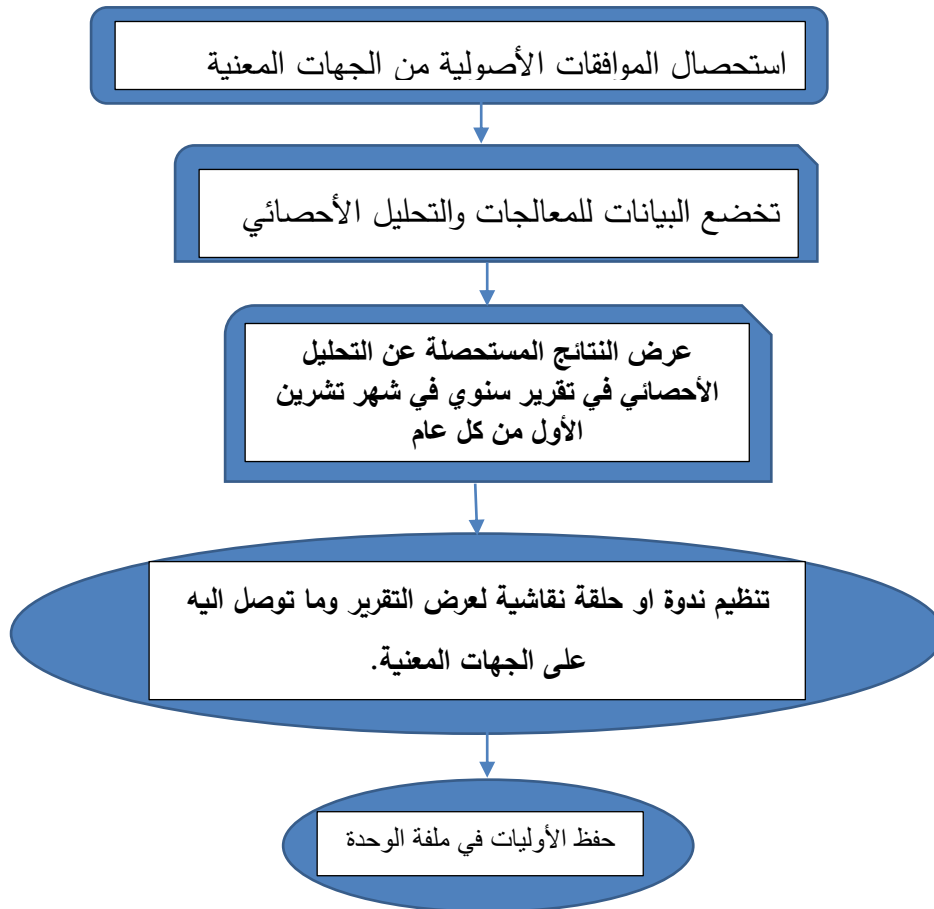 استحصال الموافقات الأصولية من الجهات المعنية
تخضع البيانات للمعالجات والتحليل الأحصائي
عرض النتائج المستحصلة عن التحليل
الأحصائي في تقرير سنوي في شهر تشرين
الأول من كل عام
تنظيم ندوة او حلقة نقاشية لعرض التقرير وما توصل اليه
على الجهات المعنية.
حفظ الأوليات في ملفة الوحدة